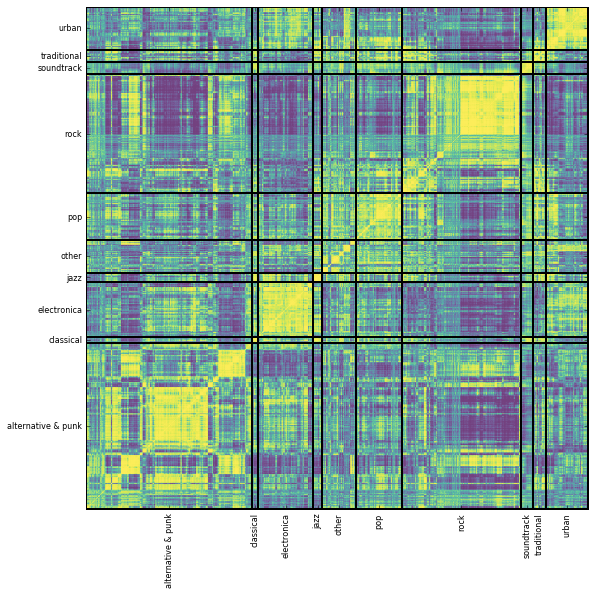 urban
traditional
soundtrack
rock
pop
other
jazz
electronica
classical
alternative & punk
alternative & punk
classical
electronica
jazz
other
pop
rock
soundtrack
traditional
urban